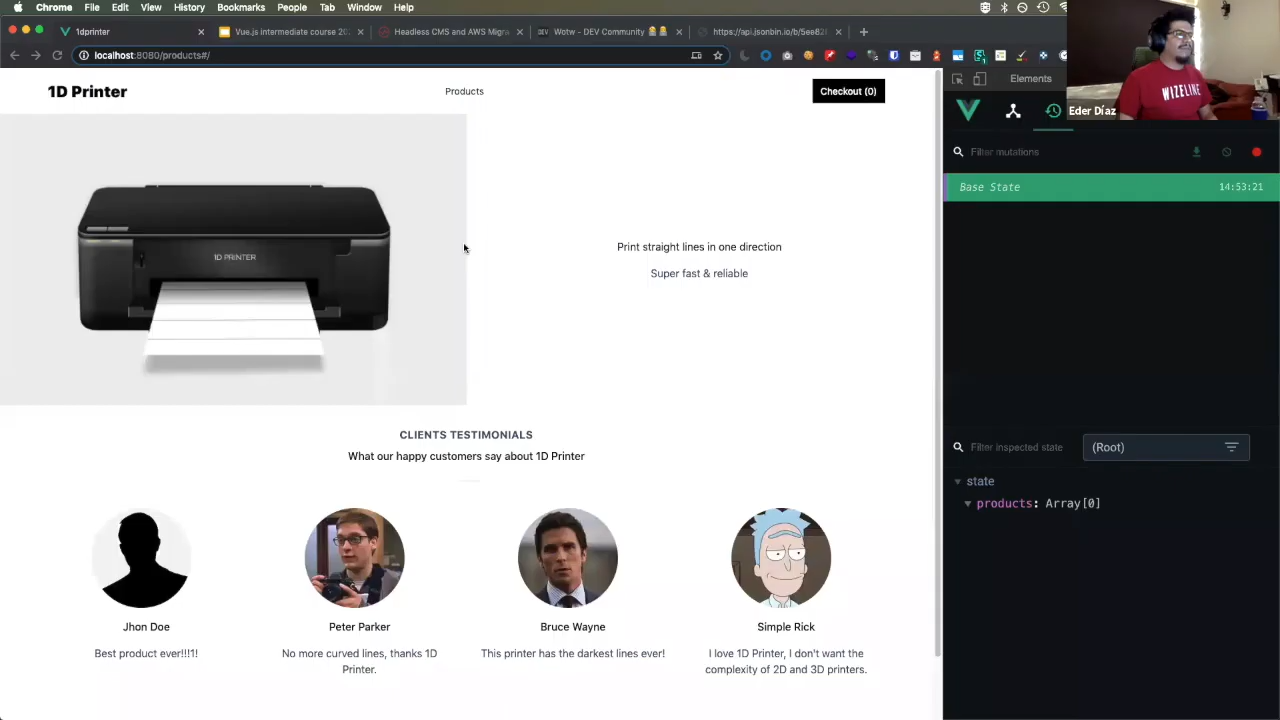 Chrome File Edit View History Bookmarks People Tab Window Help
1dprinter
Vue.js intermediate course 20
Headless CMS and AWS Migra
Wotw - DEV Community
https://api.jsonbin.io/b/5ee82
localhost:8080/products#/
1D Printer
Products
Checkout (0)
Elements
Eder Díaz
WIZELINE
Filter mutations
Base State
14:53:21
1D PRINTER
Print straight lines in one direction
Super fast & reliable
CLIENTS TESTIMONIALS
What our happy customers say about 1D Printer
Filter inspected state
(Root)
state
products: Array[0]
Jhon Doe
Best product ever!!!1!
Peter Parker
No more curved lines, thanks 1D
Printer.
Bruce Wayne
This printer has the darkest lines ever!
Simple Rick
I love 1D Printer, I don't want the
complexity of 2D and 3D printers.